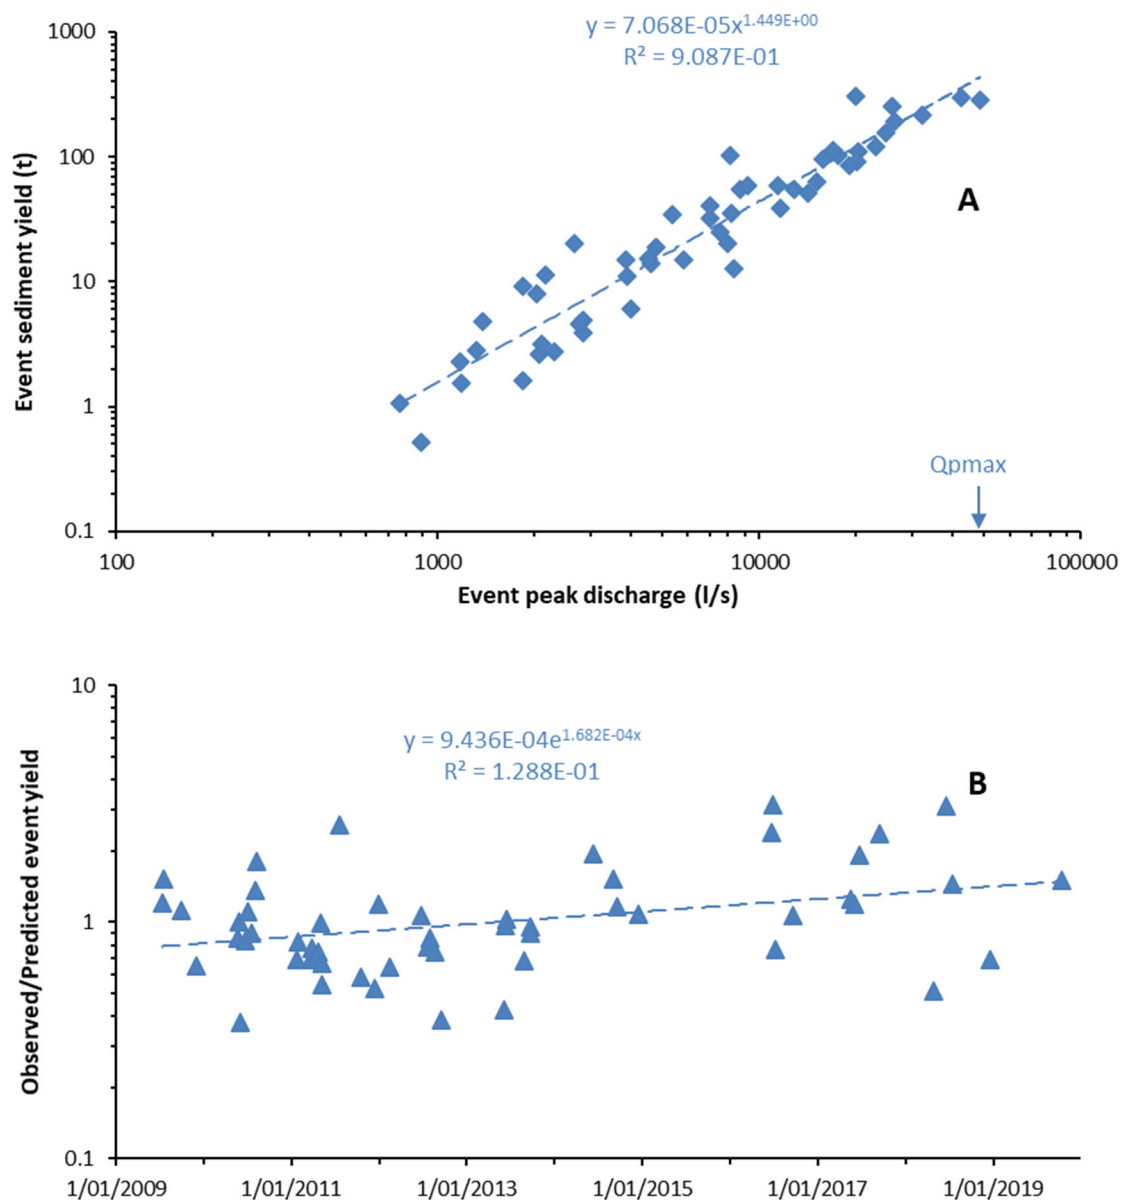 y = 7.068E-05x^1.449E+00
R² = 9.087E-01
1000
100
10
1
0.1
Event sediment yield (t)
A
Qpmax
100
1000
10000
100000
Event peak discharge (l/s)
10
1
0.1
Observed/Predicted event yield
y = 9.436E-04e^1.682E-04x
R² = 1.288E-01
B
1/01/2009
1/01/2011
1/01/2013
1/01/2015
1/01/2017
1/01/2019